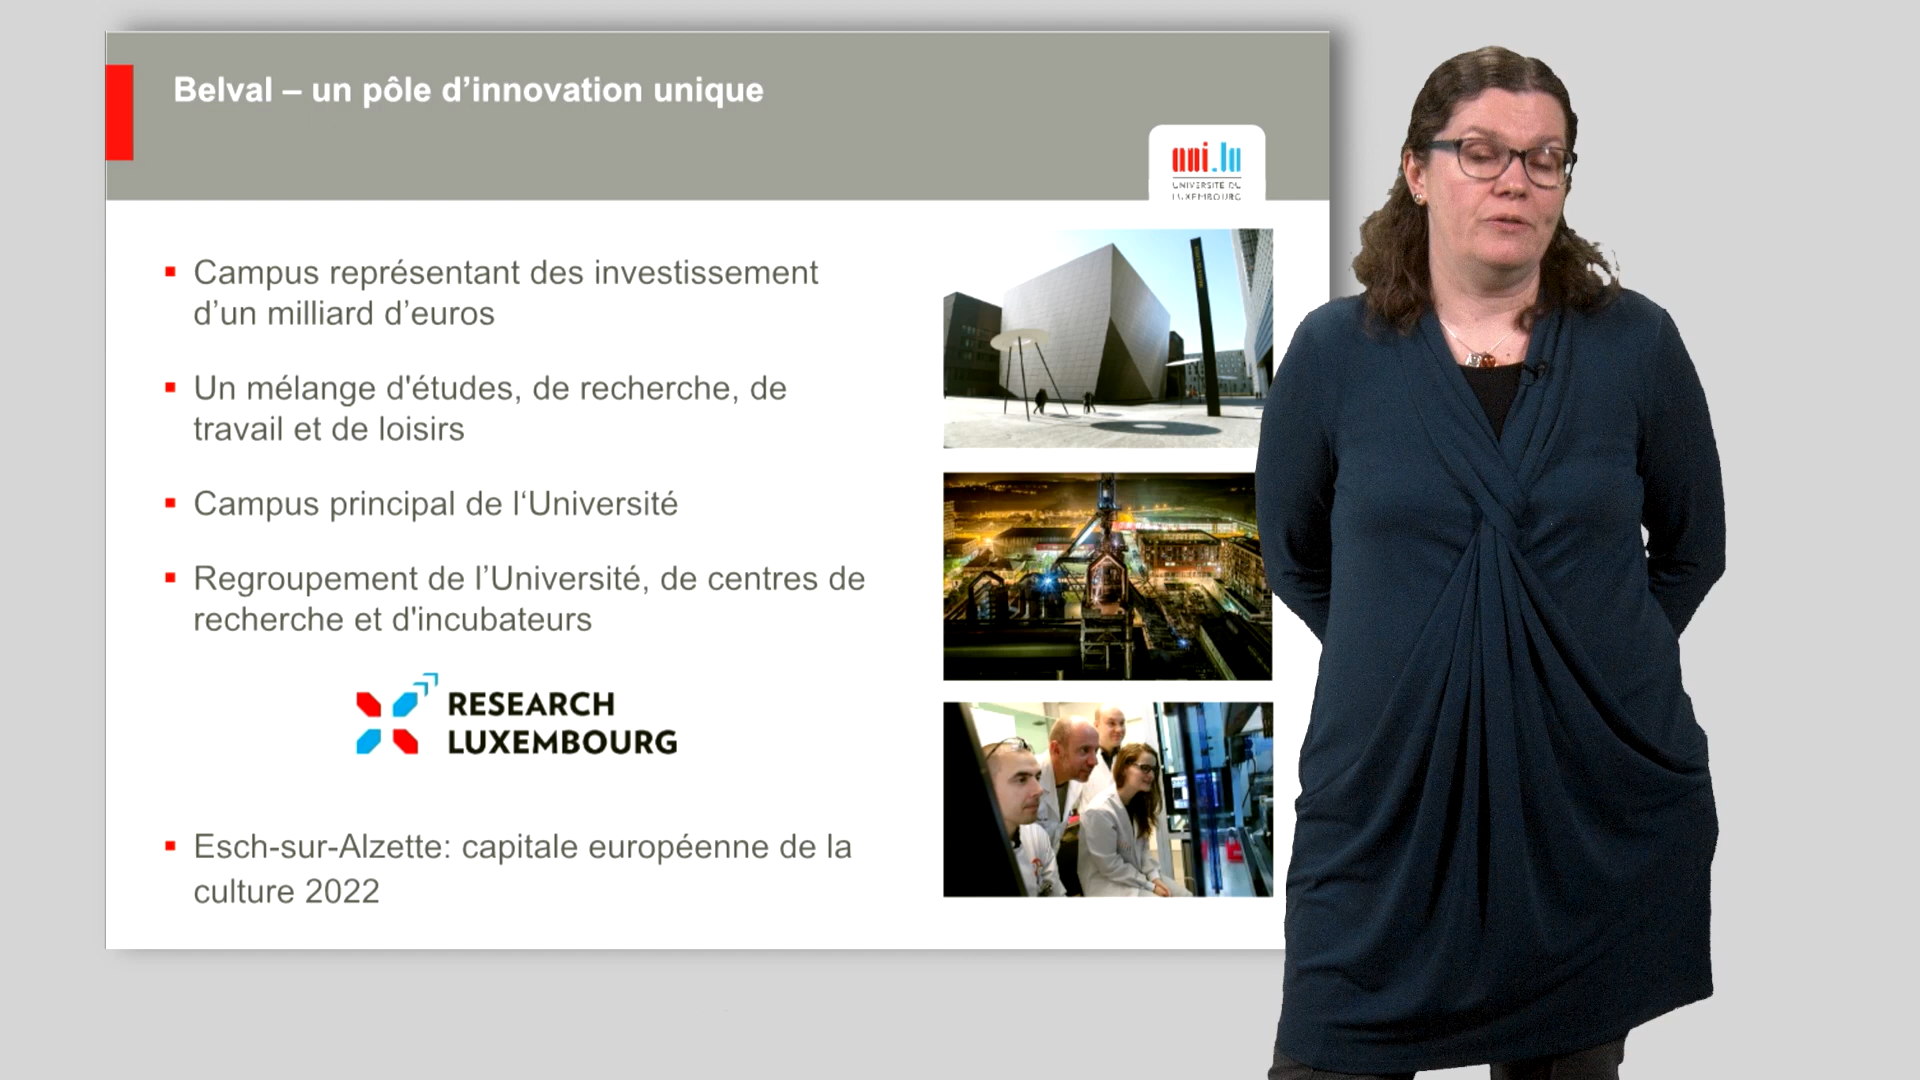 Belval – un pôle d’innovation unique
uni.lu
UNIVERSITÉ DU
LUXEMBOURG
Campus représentant des investissement
d’un milliard d’euros
Un mélange d'études, de recherche, de
travail et de loisirs
Campus principal de l‘Université
Regroupement de l’Université, de centres de
recherche et d'incubateurs
RESEARCH
LUXEMBOURG
Esch-sur-Alzette: capitale européenne de la
culture 2022